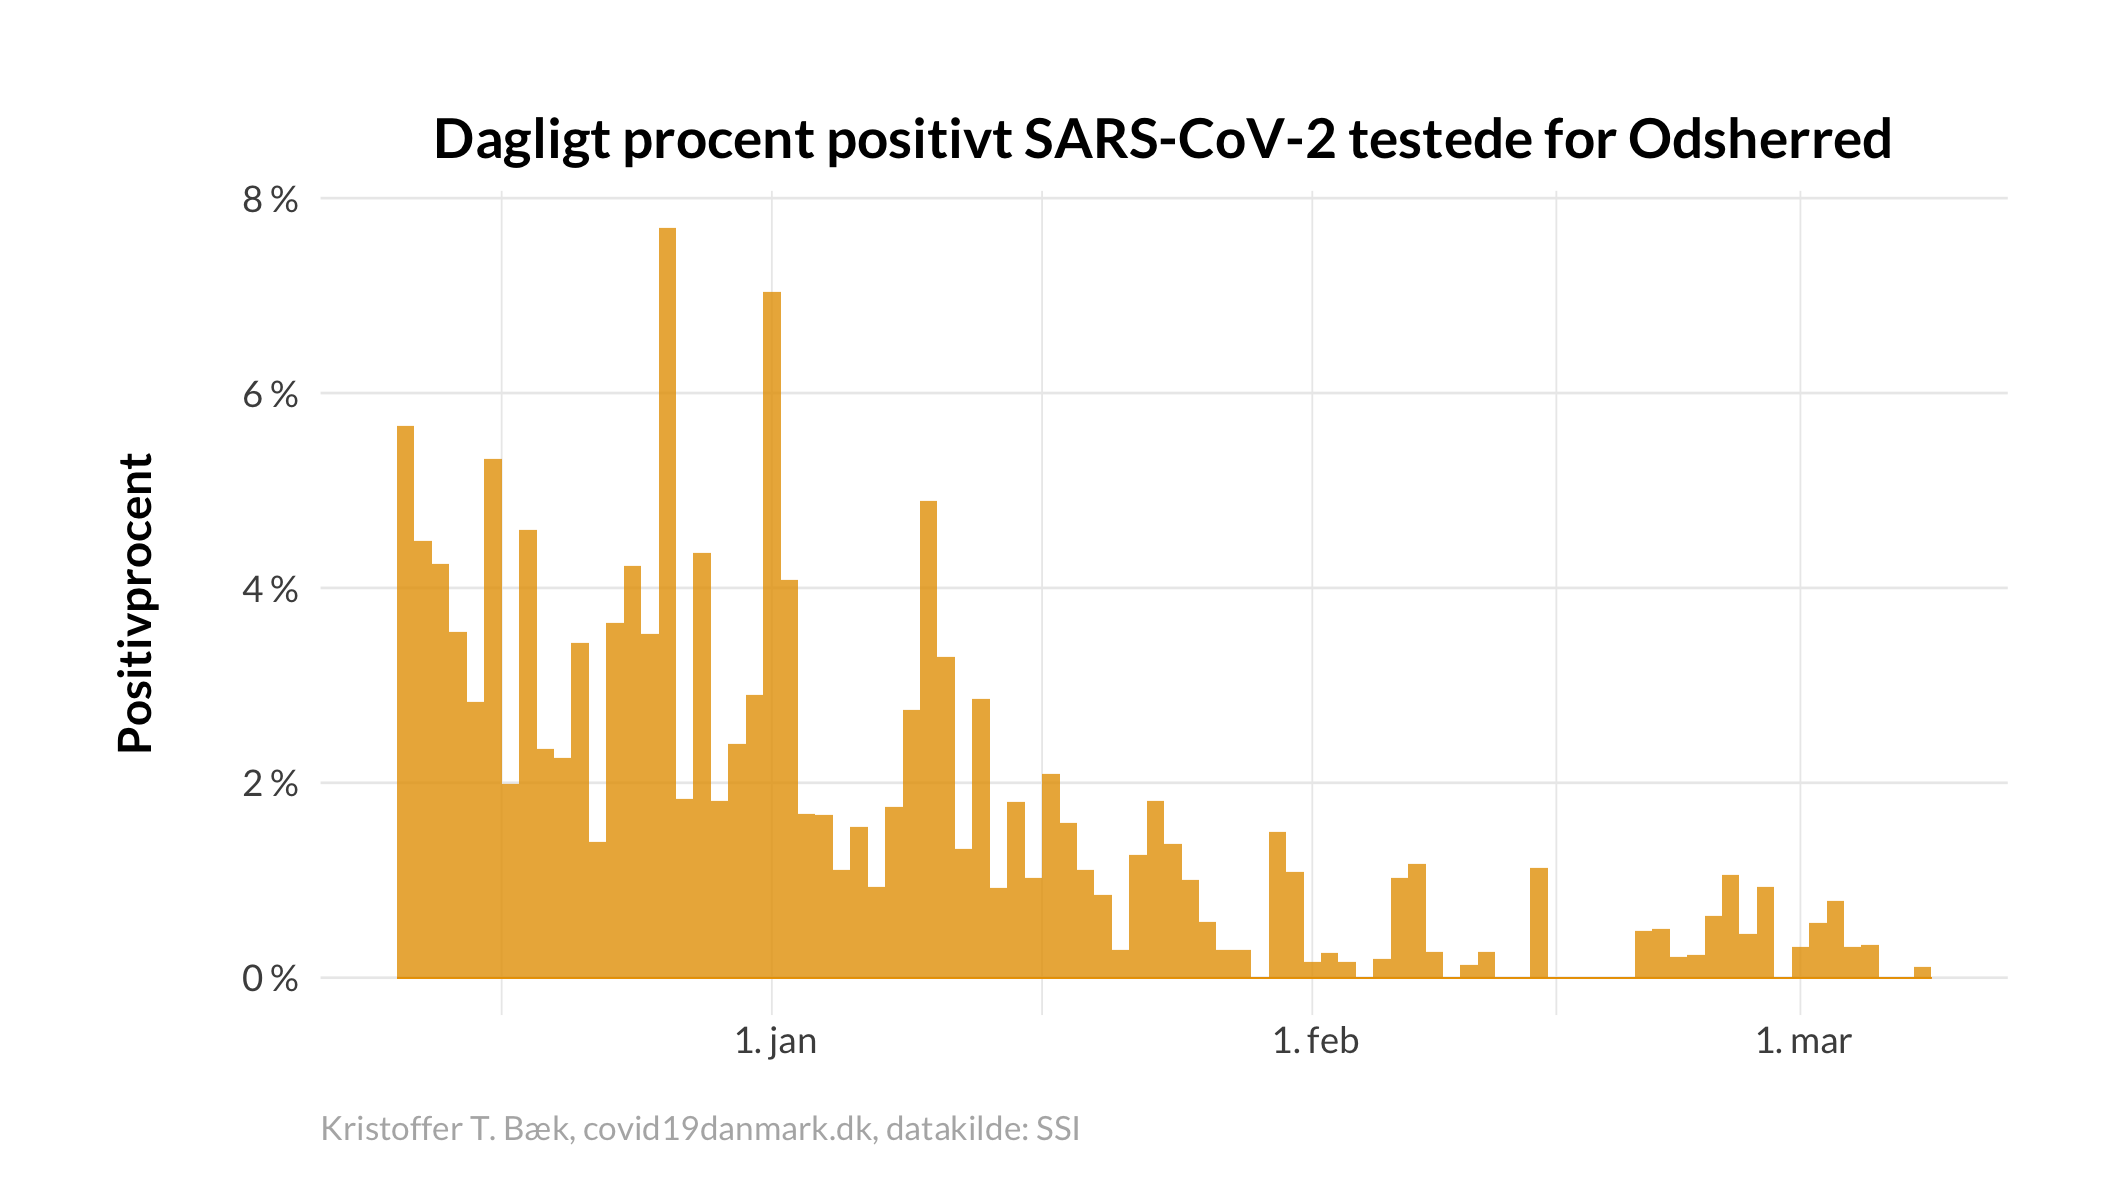 Dagligt procent positivt SARS-CoV-2 testede for Odsherred
Positivprocent
8 %
6 %
4 %
2 %
0 %
1. jan
1. feb
1. mar
Kristoffer T. Bæk, covid19danmark.dk, datakilde: SSI